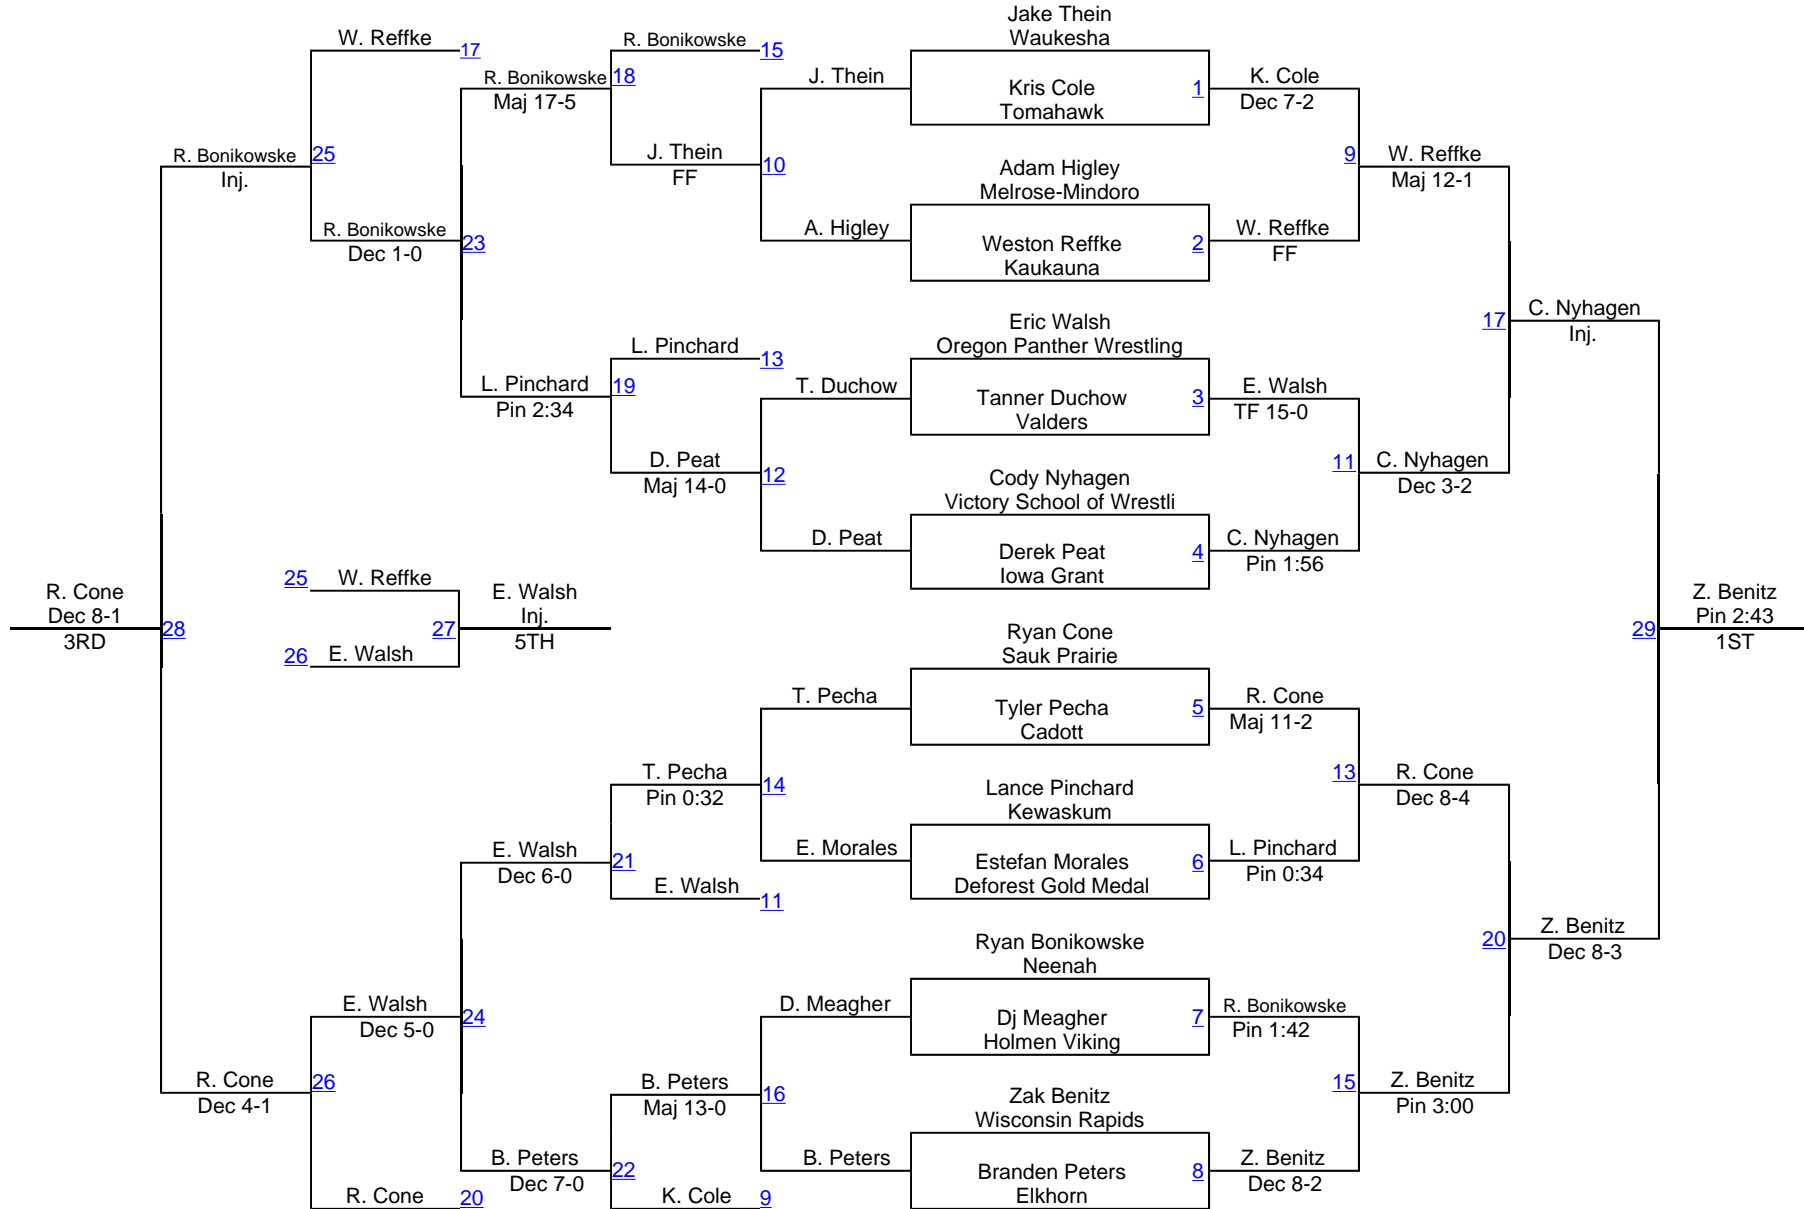 Jake Thein
Waukesha
W. Reffke
17
R. Bonikowske
15
R. Bonikowske
18
Maj 17-5
J. Thein
Kris Cole
1
Tomahawk
K. Cole
Dec 7-2
R. Bonikowske
25
Inj.
J. Thein
10
FF
Adam Higley
Melrose-Mindoro
9
W. Reffke
Maj 12-1
R. Bonikowske
23
Dec 1-0
A. Higley
Weston Reffke
2
Kaukauna
W. Reffke
FF
Eric Walsh
Oregon Panther Wrestling
17
C. Nyhagen
Inj.
L. Pinchard
13
L. Pinchard
19
Pin 2:34
T. Duchow
Tanner Duchow
3
Valders
E. Walsh
TF 15-0
D. Peat
12
Maj 14-0
Cody Nyhagen
Victory School of Wrestli
11
C. Nyhagen
Dec 3-2
D. Peat
Derek Peat
4
Iowa Grant
C. Nyhagen
Pin 1:56
R. Cone
Dec 8-1
28
3RD
25
W. Reffke
26
E. Walsh
27
E. Walsh
Inj.
5TH
Z. Benitz
Pin 2:43
29
1ST
Ryan Cone
Sauk Prairie
T. Pecha
Tyler Pecha
5
Cadott
R. Cone
Maj 11-2
T. Pecha
14
Pin 0:32
Lance Pinchard
Kewaskum
13
R. Cone
Dec 8-4
E. Walsh
21
Dec 6-0
E. Morales
Estefan Morales
6
Deforest Gold Medal
L. Pinchard
Pin 0:34
E. Walsh
11
Ryan Bonikowske
Neenah
20
Z. Benitz
Dec 8-3
E. Walsh
24
Dec 5-0
D. Meagher
Dj Meagher
7
Holmen Viking
R. Bonikowske
Pin 1:42
R. Cone
26
Dec 4-1
B. Peters
16
Maj 13-0
Zak Benitz
Wisconsin Rapids
15
Z. Benitz
Pin 3:00
B. Peters
22
Dec 7-0
B. Peters
Branden Peters
8
Elkhorn
Z. Benitz
Dec 8-2
R. Cone
20
K. Cole
9